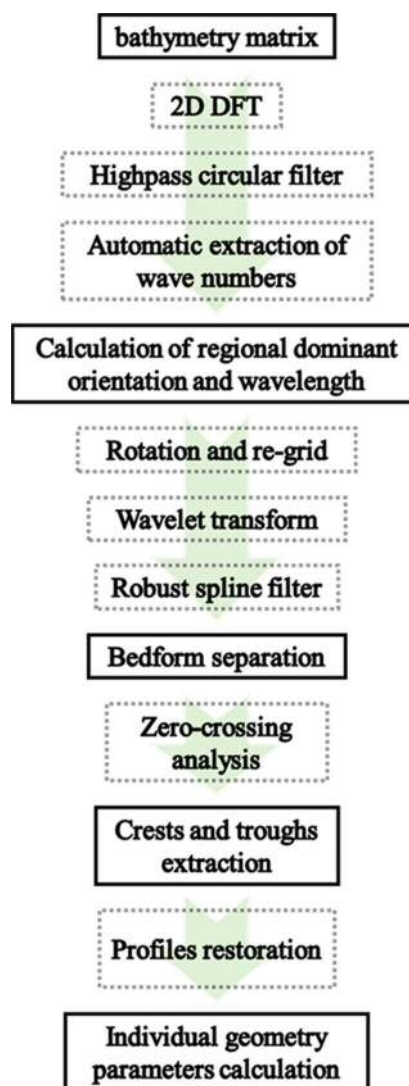 bathymetry matrix
2D DFT
Highpass circular filter
Automatic extraction of
wave numbers
Calculation of regional dominant
orientation and wavelength
Rotation and re-grid
Wavelet transform
Robust spline filter
Bedform separation
Zero-crossing
analysis
Crests and troughs
extraction
Profiles restoration
Individual geometry
parameters calculation